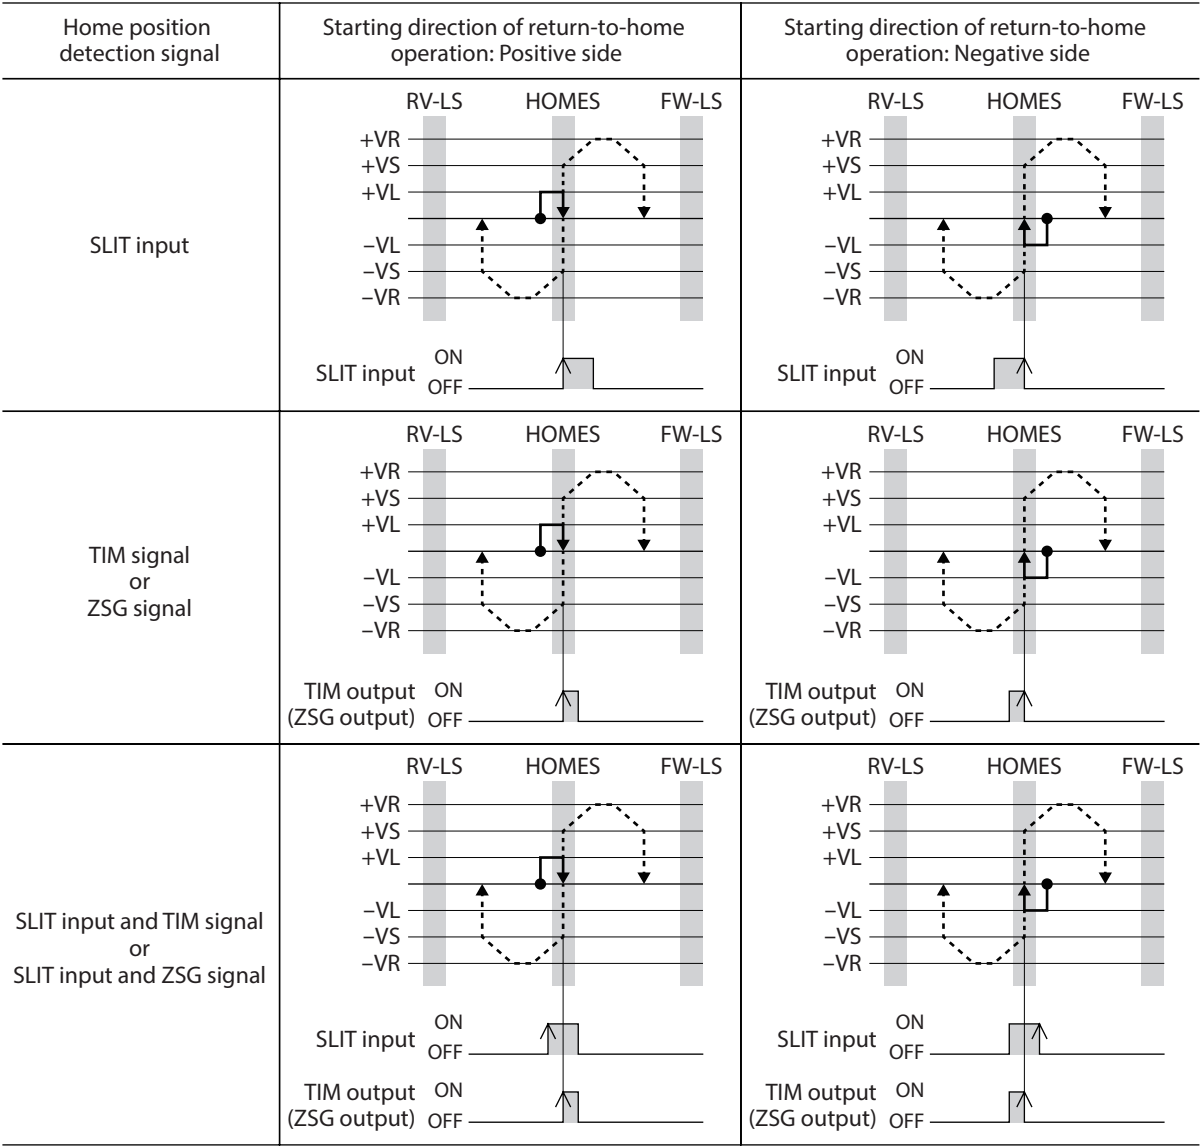 Home position
detection signal
Starting direction of return-to-home
operation: Positive side
Starting direction of return-to-home
operation: Negative side
SLIT input
RV-LS HOMES FW-LS
+VR
+VS
+VL
–VL
–VS
–VR
SLIT input
ON
OFF
RV-LS HOMES FW-LS
+VR
+VS
+VL
–VL
–VS
–VR
SLIT input
ON
OFF
TIM signal
or
ZSG signal
RV-LS HOMES FW-LS
+VR
+VS
+VL
–VL
–VS
–VR
TIM output ON
(ZSG output) OFF
RV-LS HOMES FW-LS
+VR
+VS
+VL
–VL
–VS
–VR
TIM output ON
(ZSG output) OFF
SLIT input and TIM signal
or
SLIT input and ZSG signal
RV-LS HOMES FW-LS
+VR
+VS
+VL
–VL
–VS
–VR
SLIT input
ON
OFF
TIM output ON
(ZSG output) OFF
RV-LS HOMES FW-LS
+VR
+VS
+VL
–VL
–VS
–VR
SLIT input
ON
OFF
TIM output ON
(ZSG output) OFF